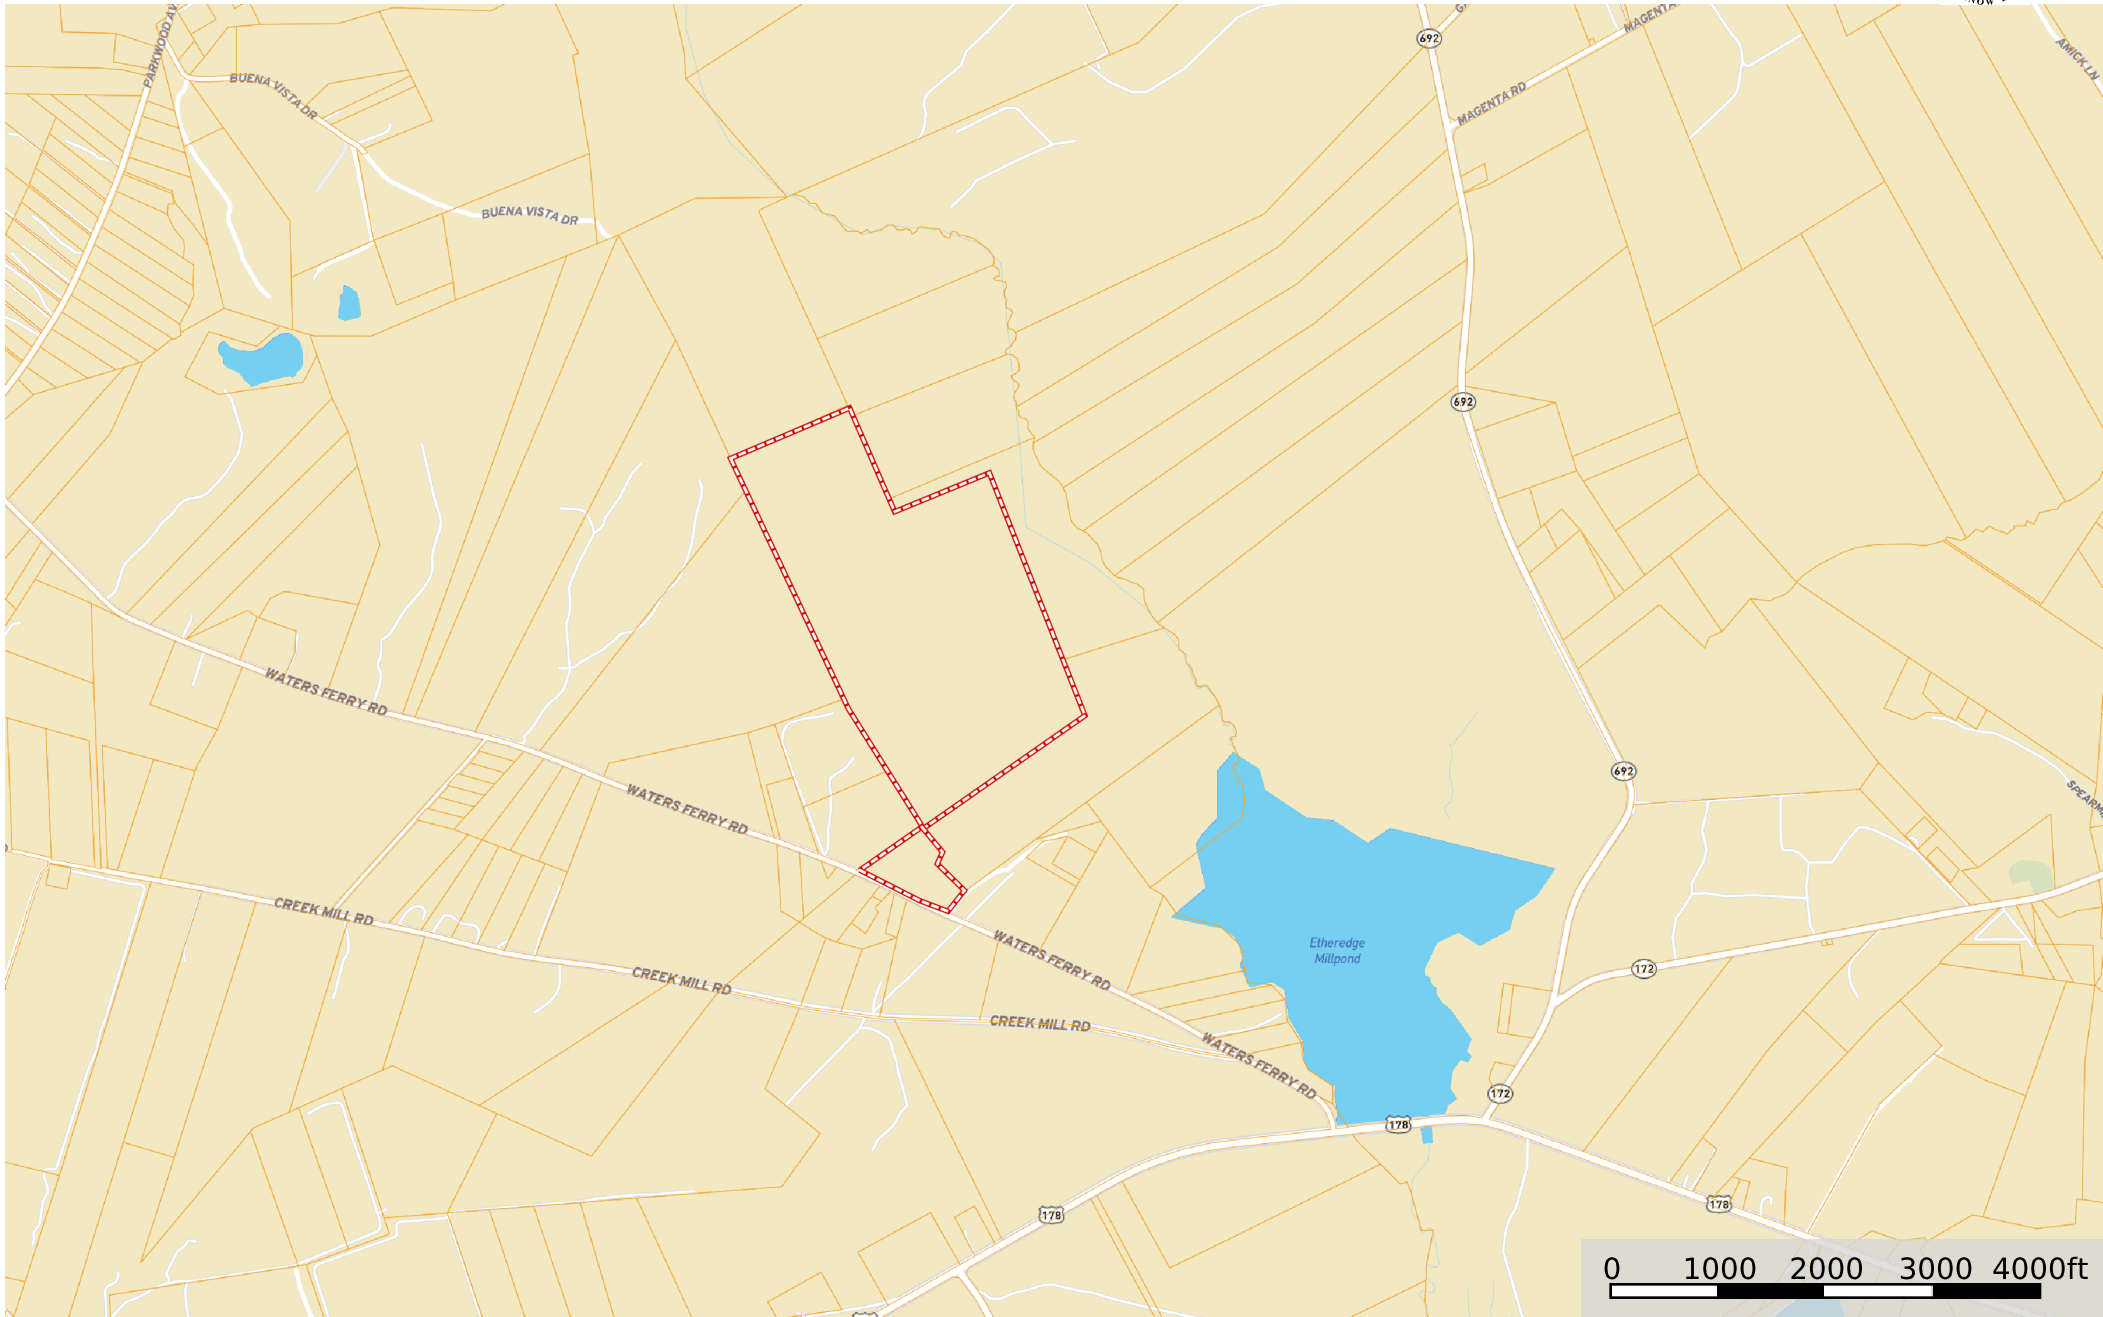 PARKWOOD AV
BUENA VISTA DR
BUENA VISTA DR
692
MAGENTA
MAGENTA RD
AMICK LN
692
WATERS FERRY RD
WATERS FERRY RD
692
SPEARM
CREEK MILL RD
CREEK MILL RD
WATERS FERRY RD
CREEK MILL RD
WATERS FERRY RD
Etheredge
Millpond
172
172
178
178
178
0 1000 2000 3000 4000ft